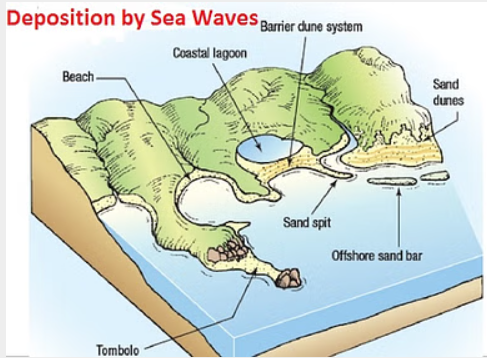 Deposition by Sea Waves
Barrier dune system
Coastal lagoon
Beach
Sand
dunes
Sand spit
Offshore sand bar
Tombolo